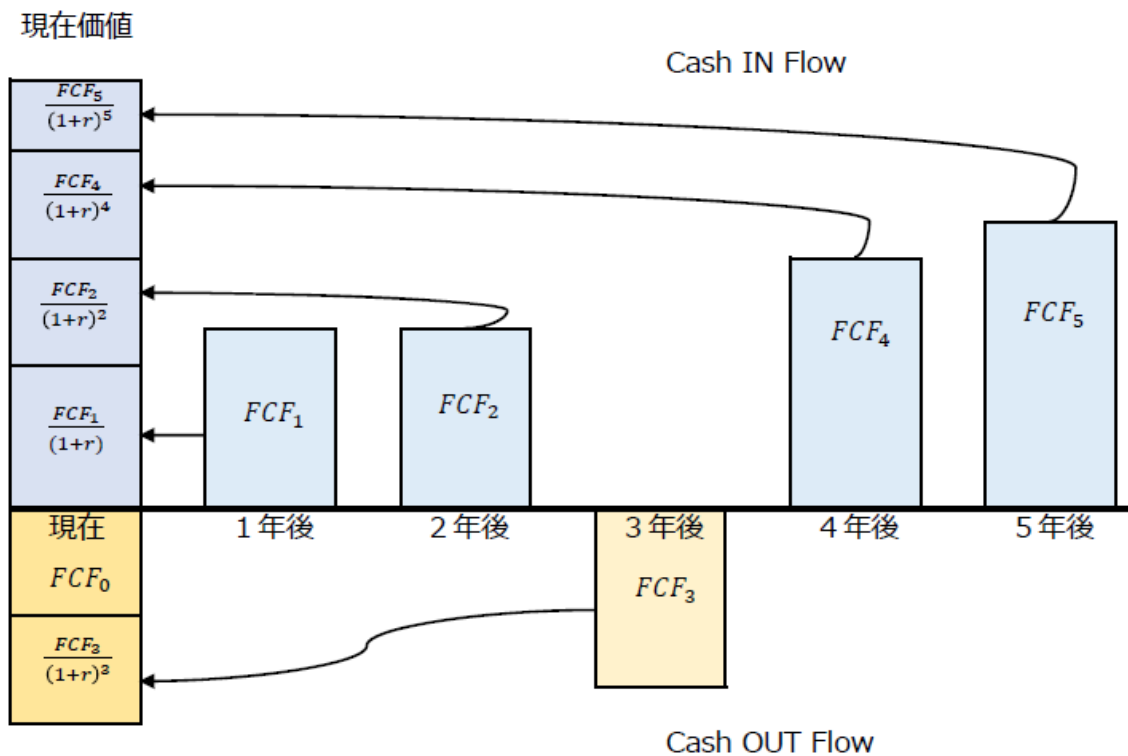 現在価値
Cash IN Flow
FCF₅/(1+r)⁵
FCF₄/(1+r)⁴
FCF₂/(1+r)²
FCF₁/(1+r)
FCF₁
FCF₂
FCF₄
FCF₅
現在
1年後
2年後
3年後
4年後
5年後
FCF₀
FCF₃
FCF₃/(1+r)³
Cash OUT Flow